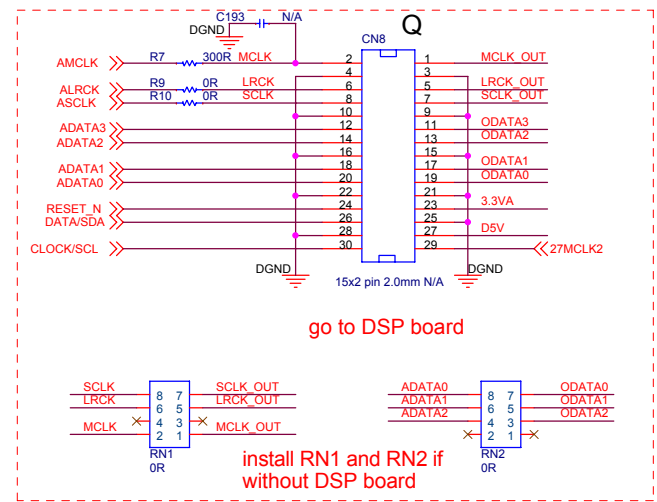 C193 N/A
DGND
Q
CN8
AMCLK R7 300R MCLK 2 1 MCLK_OUT
4 3
ALRCK R9 0R LRCK 6 5 LRCK_OUT
ASCLK R10 0R SCLK 8 7 SCLK_OUT
10 9
ADATA3 12 11 ODATA3
ADATA2 14 13 ODATA2
16 15
ADATA1 18 17 ODATA1
ADATA0 20 19 ODATA0
22 21
RESET_N 24 23 3.3VA
DATA/SDA 26 25
28 27 D5V
CLOCK/SCL 30 29 27MCLK2
DGND DGND
15x2 pin 2.0mm N/A
go to DSP board
SCLK 8 7 SCLK_OUT
LRCK 6 5 LRCK_OUT
4 3
MCLK 2 1 MCLK_OUT
RN1
0R
ADATA0 8 7 ODATA0
ADATA1 6 5 ODATA1
ADATA2 4 3 ODATA2
2 1
RN2
0R
install RN1 and RN2 if
without DSP board